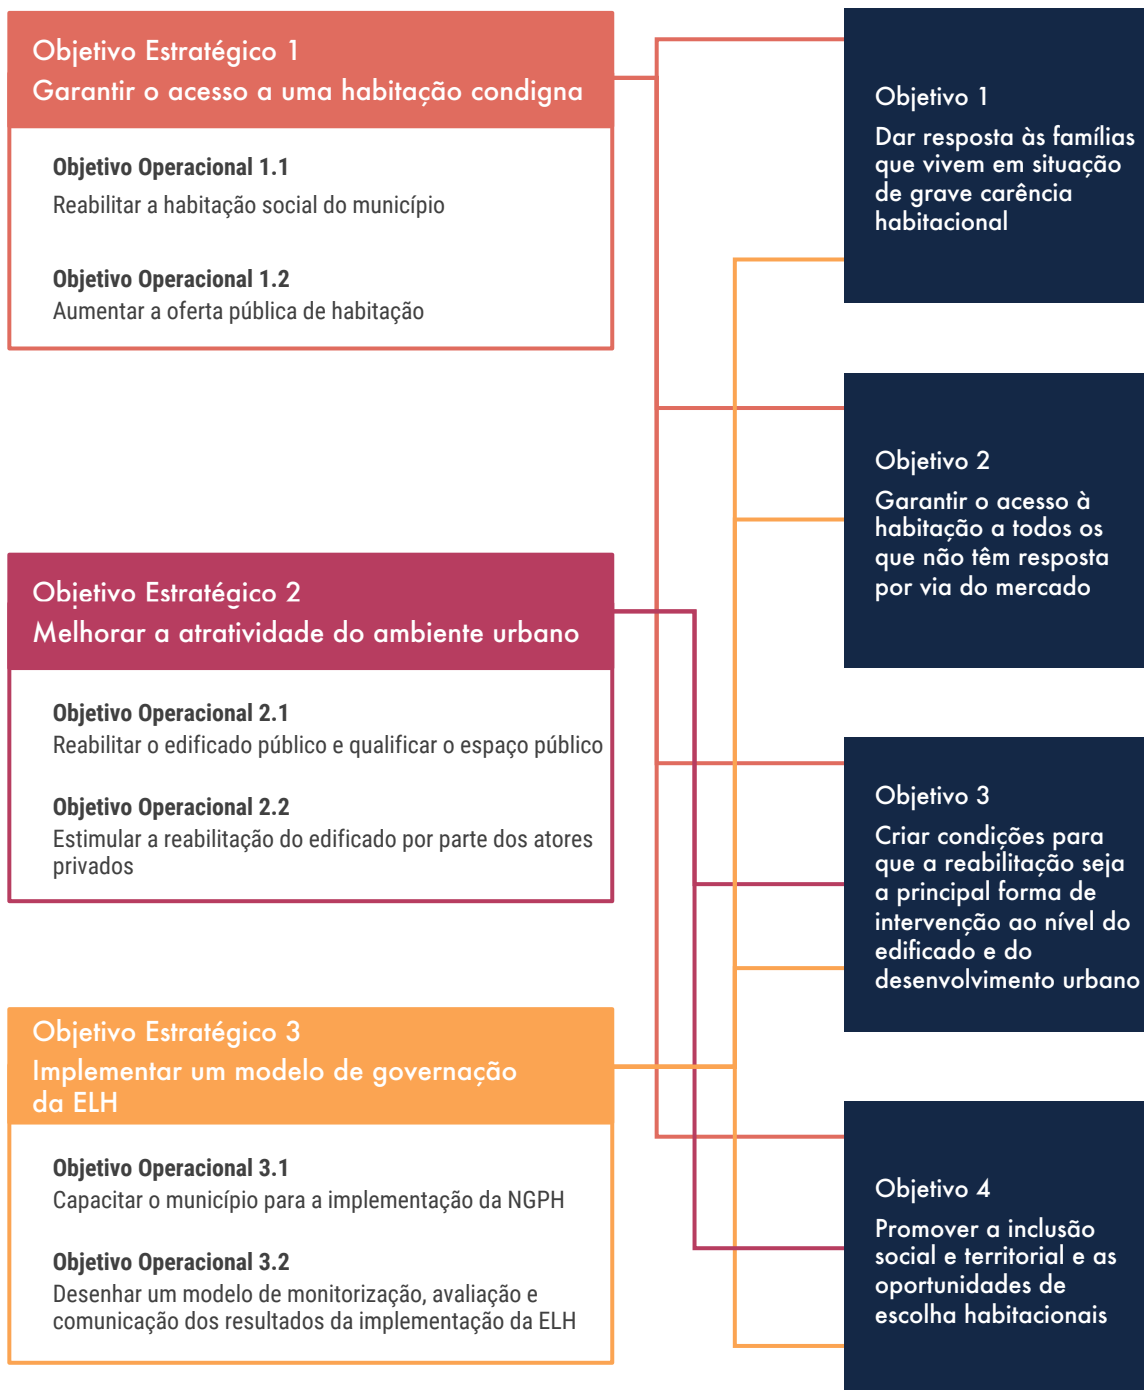 Objetivo Estratégico 1
Garantir o acesso a uma habitação condigna
Objetivo Operacional 1.1
Reabilitar a habitação social do município
Objetivo Operacional 1.2
Aumentar a oferta pública de habitação
Objetivo Estratégico 2
Melhorar a atratividade do ambiente urbano
Objetivo Operacional 2.1
Reabilitar o edificado público e qualificar o espaço público
Objetivo Operacional 2.2
Estimular a reabilitação do edificado por parte dos atores
privados
Objetivo Estratégico 3
Implementar um modelo de governação
da ELH
Objetivo Operacional 3.1
Capacitar o município para a implementação da NGPH
Objetivo Operacional 3.2
Desenhar um modelo de monitorização, avaliação e
comunicação dos resultados da implementação da ELH
Objetivo 1
Dar resposta às famílias
que vivem em situação
de grave carência
habitacional
Objetivo 2
Garantir o acesso à
habitação a todos os
que não têm resposta
por via do mercado
Objetivo 3
Criar condições para
que a reabilitação seja
a principal forma de
intervenção ao nível do
edificado e do
desenvolvimento urbano
Objetivo 4
Promover a inclusão
social e territorial e as
oportunidades de
escolha habitacionais